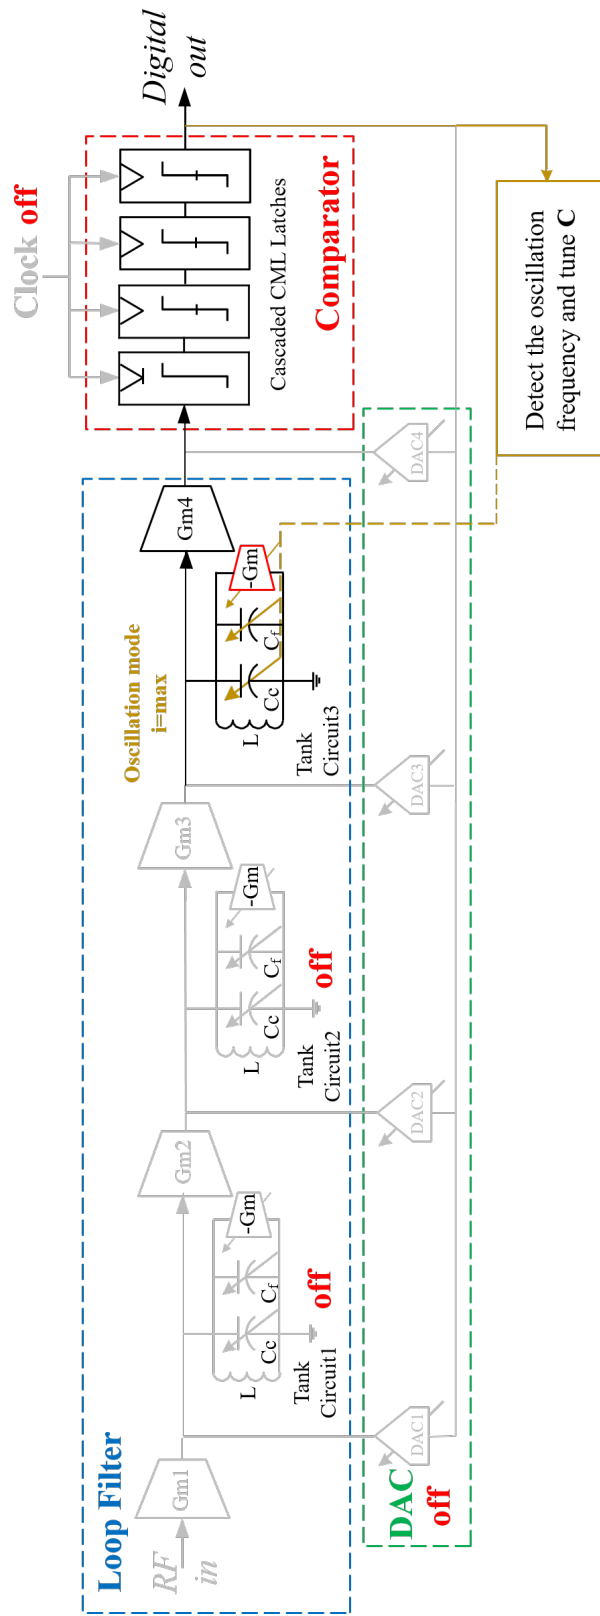 Loop Filter
RF
in
Gm1
L
Cc
Cf
-Gm
Tank
Circuit1
off
Gm2
L
Cc
Cf
-Gm
Tank
Circuit2
off
Gm3
Oscillation mode
i=max
L
Cc
Cf
-Gm
Tank
Circuit3
Gm4
Clock off
Cascaded CML Latches
Comparator
Digital
out
DAC
off
DAC1
DAC2
DAC3
DAC4
Detect the oscillation
frequency and tune C